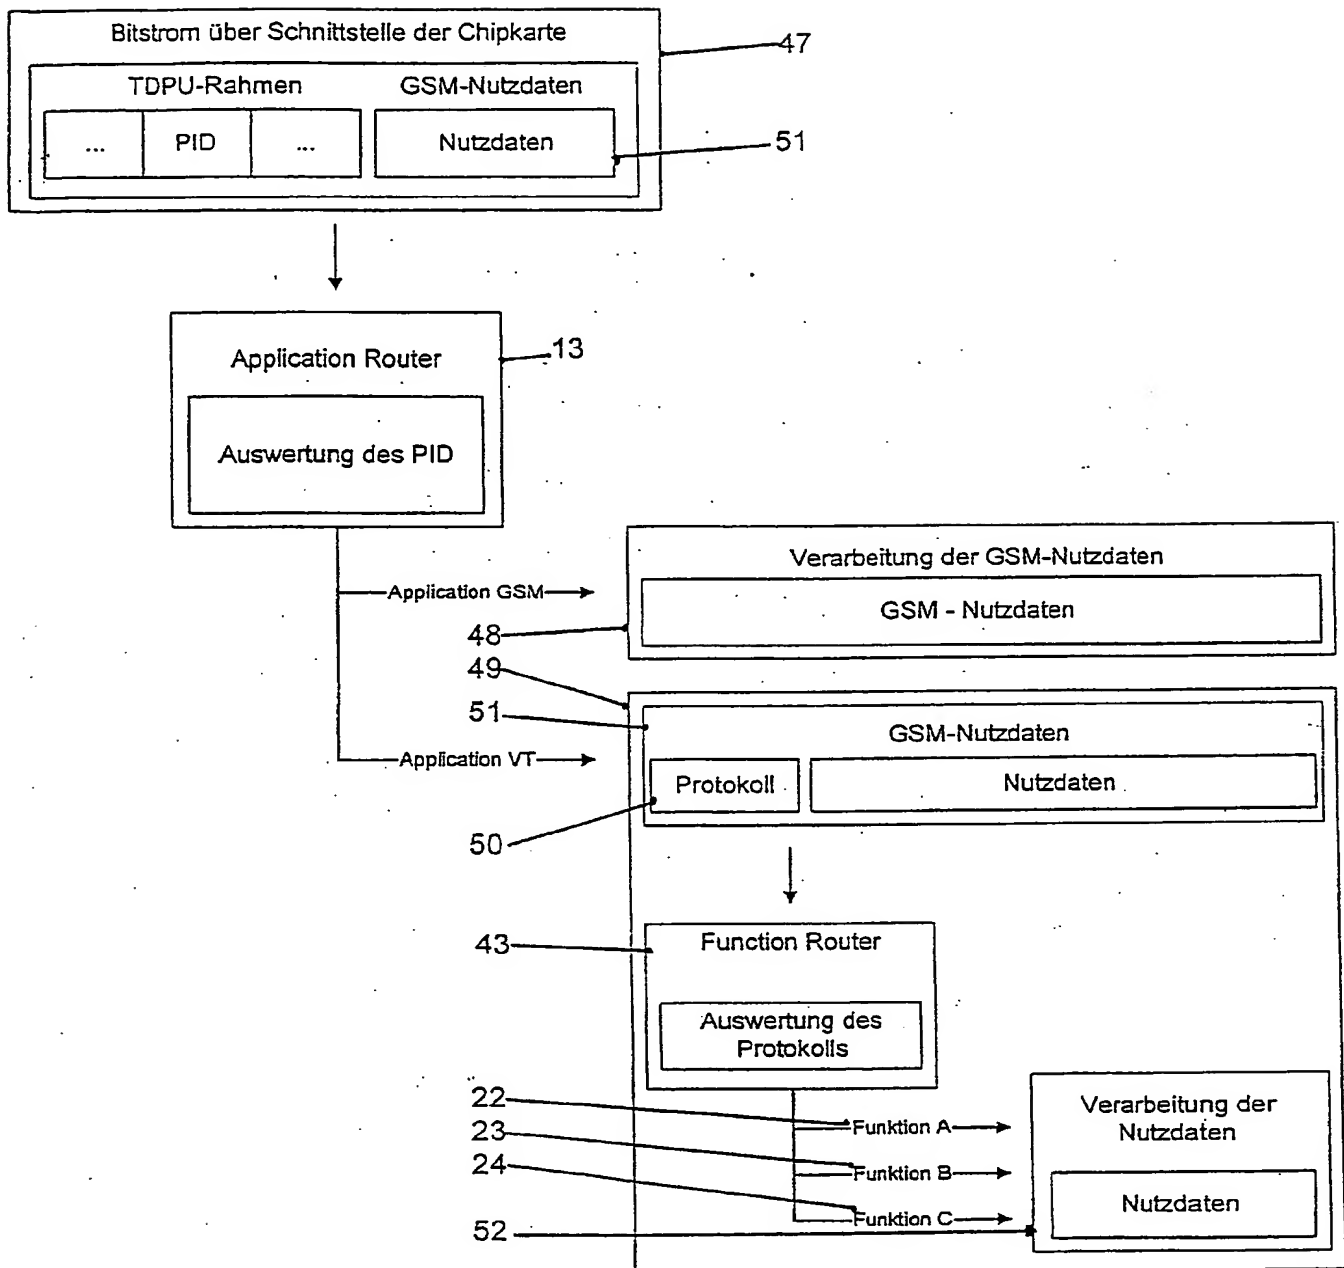 Bitstrom über Schnittstelle der Chipkarte
47
TDPU-Rahmen GSM-Nutzdaten
... PID ... Nutzdaten
51
Application Router
13
Auswertung des PID
Verarbeitung der GSM-Nutzdaten
Application GSM
GSM - Nutzdaten
48
49
51
GSM-Nutzdaten
Application VT
Protokoll Nutzdaten
50
43
Function Router
Auswertung des
Protokolls
22
Funktion A
23
Funktion B
24
Funktion C
52
Verarbeitung der
Nutzdaten
Nutzdaten